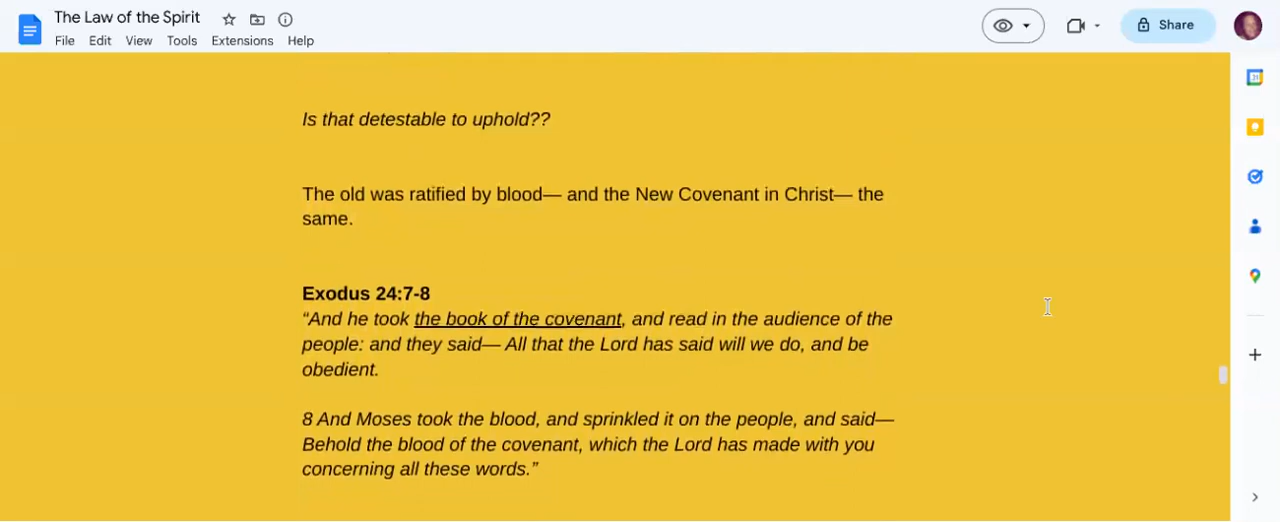 The Law of the Spirit
File Edit View Tools Extensions Help
Share
31
Is that detestable to uphold??
The old was ratified by blood— and the New Covenant in Christ— the
same.
Exodus 24:7-8
“And he took the book of the covenant, and read in the audience of the
people: and they said— All that the Lord has said will we do, and be
obedient.
8 And Moses took the blood, and sprinkled it on the people, and said—
Behold the blood of the covenant, which the Lord has made with you
concerning all these words.”